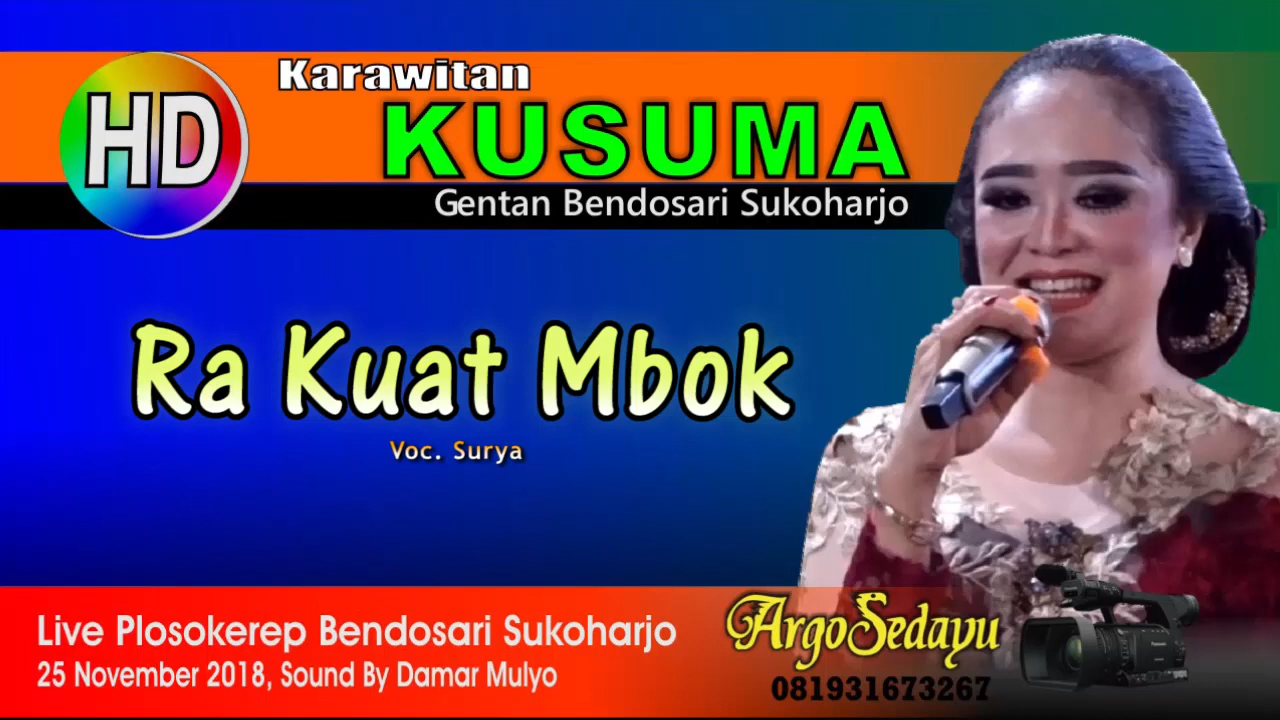 HD
Karawitan
KUSUMA
Gentan Bendosari Sukoharjo
Ra Kuat Mbok
Voc. Surya
Live Plosokerep Bendosari Sukoharjo
25 November 2018, Sound By Damar Mulyo
ArgoSedayu
081931673267
Panasonic